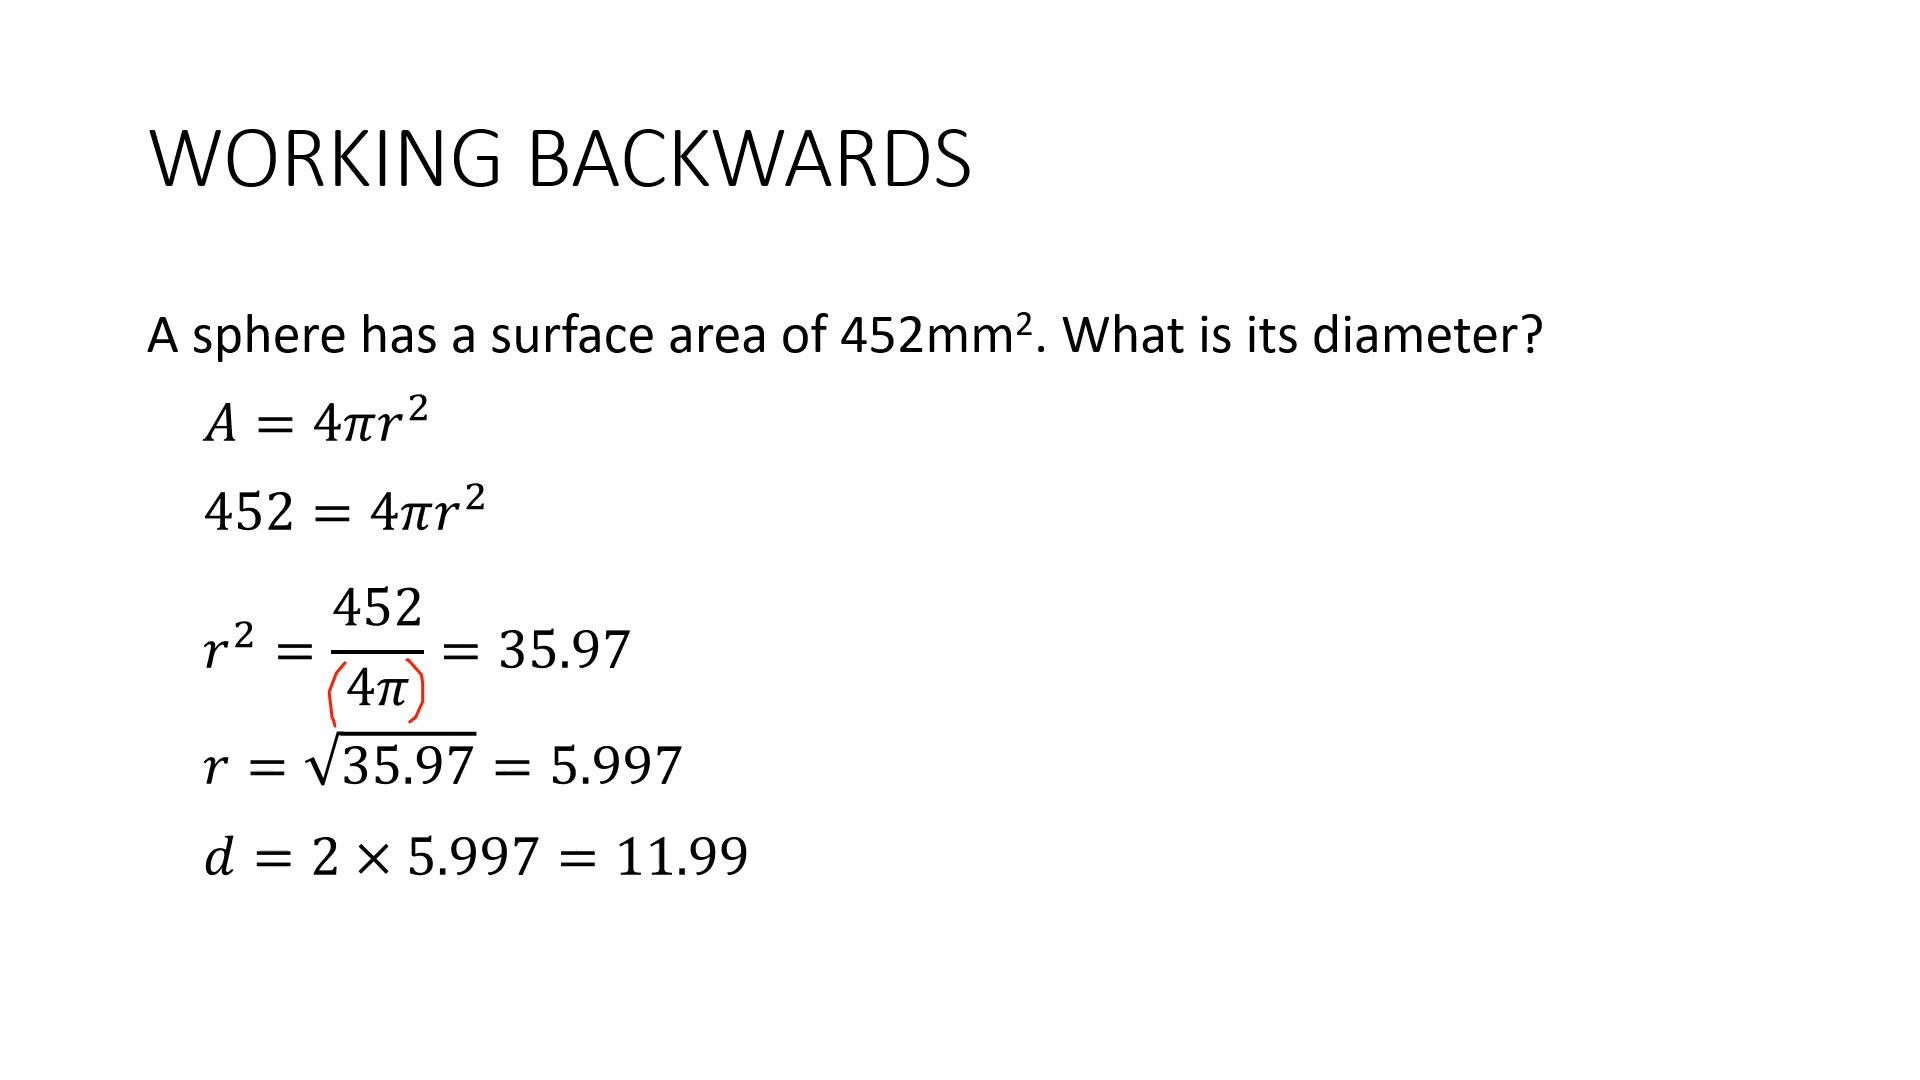 WORKING BACKWARDS
A sphere has a surface area of 452mm². What is its diameter?
A = 4πr²
452 = 4πr²
r² = 452/(4π) = 35.97
r = √35.97 = 5.997
d = 2 × 5.997 = 11.99